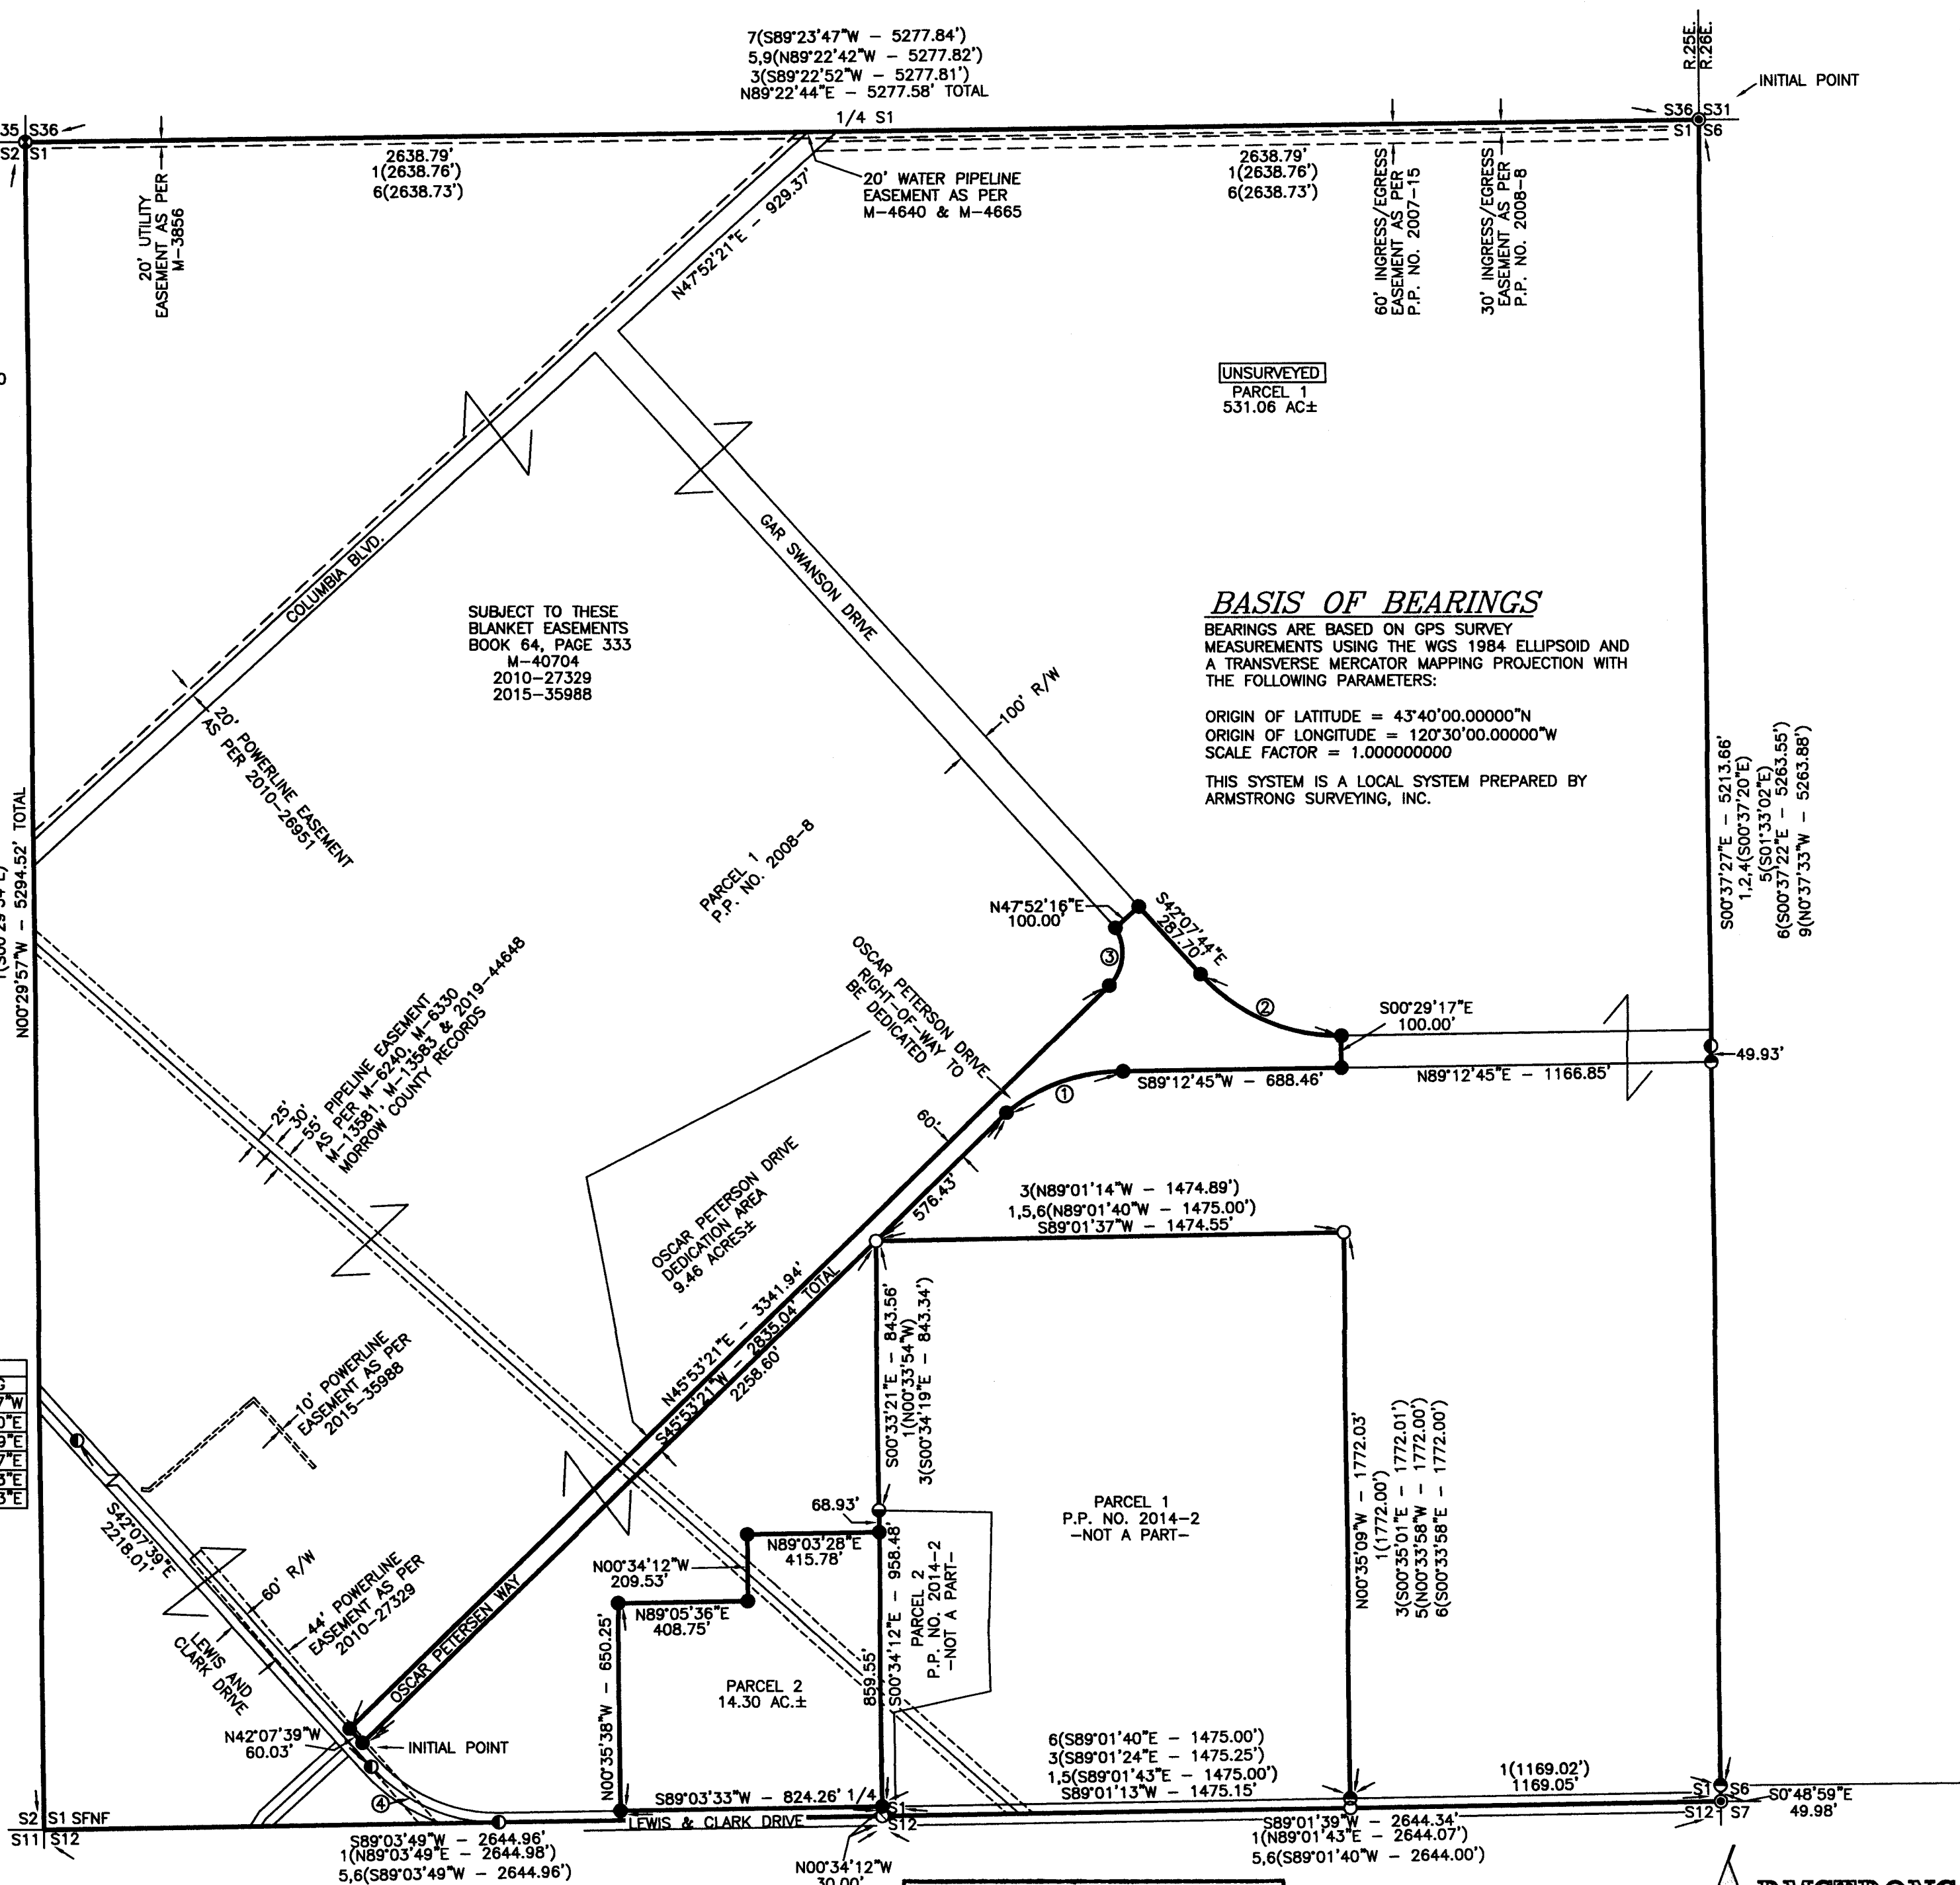 7(S89°23'47"W – 5277.84')
5,9(N89°22'42"W – 5277.82')
3(S89°22'52"W – 5277.81')
N89°22'44"E – 5277.58' TOTAL
1/4 S1
R.25E.
R.26E.
INITIAL POINT
35 S36
S2 S1
S36 S31
S1 S6
2638.79'
1(2638.76')
6(2638.73')
20' UTILITY
EASEMENT AS PER
M-3856
N47°52'21"E - 929.37'
20' WATER PIPELINE
EASEMENT AS PER
M-4640 & M-4665
2638.79'
1(2638.76')
6(2638.73')
60' INGRESS/EGRESS
EASEMENT AS PER
P.P. NO. 2007-15
30' INGRESS/EGRESS
EASEMENT AS PER
P.P. NO. 2008-8
UNSURVEYED
PARCEL 1
531.06 AC±
COLUMBIA BLVD.
GAR SWANSON DRIVE
SUBJECT TO THESE
BLANKET EASEMENTS
BOOK 64, PAGE 333
M-40704
2010-27329
2015-35988
100' R/W
BASIS OF BEARINGS
BEARINGS ARE BASED ON GPS SURVEY
MEASUREMENTS USING THE WGS 1984 ELLIPSOID AND
A TRANSVERSE MERCATOR MAPPING PROJECTION WITH
THE FOLLOWING PARAMETERS:
ORIGIN OF LATITUDE = 43°40'00.00000"N
ORIGIN OF LONGITUDE = 120°30'00.00000"W
SCALE FACTOR = 1.000000000
THIS SYSTEM IS A LOCAL SYSTEM PREPARED BY
ARMSTRONG SURVEYING, INC.
20' POWERLINE EASEMENT
AS PER 2010-26951
N00°29'57"W – 5294.52' TOTAL
S00°37'27"E – 5213.66'
1,2,4(S00°37'20"E)
5(S01°33'02"E)
6(S00°37'22"E – 5263.55')
9(N0°37'33"W – 5263.88')
PARCEL 1
P.P. NO. 2008-8
N47°52'16"E
100.00'
S42°07'44"E
287.70'
③
②
①
S00°29'17"E
100.00'
49.93'
S89°12'45"W – 688.46'
N89°12'45"E – 1166.85'
OSCAR PETERSON DRIVE
RIGHT-OF-WAY TO
BE DEDICATED
25'
30'
55' PIPELINE EASEMENT
AS PER M-6240, M-6330
M-13581, M-13583 & 2019-44648
MORROW COUNTY RECORDS
60'
576.43'
OSCAR PETERSON DRIVE
DEDICATION AREA
9.46 ACRES±
3(N89°01'14"W – 1474.89')
1,5,6(N89°01'40"W – 1475.00')
S89°01'37"W – 1474.55'
N45°53'21"E – 3341.94'
S45°53'21"W – 2835.04' TOTAL
2258.60'
S00°33'21"E – 843.56'
1(N00°33'54"W)
3(S00°34'19"E – 843.34')
10' POWERLINE
EASEMENT AS PER
2015-35988
S42°07'39"E
2218.01'
60' R/W
44' POWERLINE
EASEMENT AS PER
2010-27329
LEWIS AND
CLARK DRIVE
OSCAR PETERSEN WAY
N42°07'39"W
60.03'
INITIAL POINT
④
68.93'
N89°03'28"E
415.78'
N00°34'12"W
209.53'
N89°05'36"E
408.75'
N00°35'38"W – 650.25'
PARCEL 2
14.30 AC.±
859.55'
S00°34'12"E – 958.48'
PARCEL 2
P.P. NO. 2014-2
-NOT A PART-
PARCEL 1
P.P. NO. 2014-2
-NOT A PART-
N00°35'09"W – 1772.03'
1(1772.00')
3(S00°35'01"E – 1772.01')
5(N00°33'58"W – 1772.00')
6(S00°33'58"E – 1772.00')
6(S89°01'40"E – 1475.00')
3(S89°01'24"E – 1475.25')
1,5(S89°01'43"E – 1475.00')
S89°01'13"W – 1475.15'
1(1169.02')
1169.05'
S89°03'33"W – 824.26'
1/4
S1
S12
LEWIS & CLARK DRIVE
S2 S1 SFNF
S11 S12
S89°03'49"W – 2644.96'
1(N89°03'49"E – 2644.98')
5,6(S89°03'49"W – 2644.96')
N00°34'12"W
30.00'
S89°01'39"W – 2644.34'
1(N89°01'43"E – 2644.07')
5,6(S89°01'40"W – 2644.00')
S1 S6
S12 S7
S0°48'59"E
49.98'